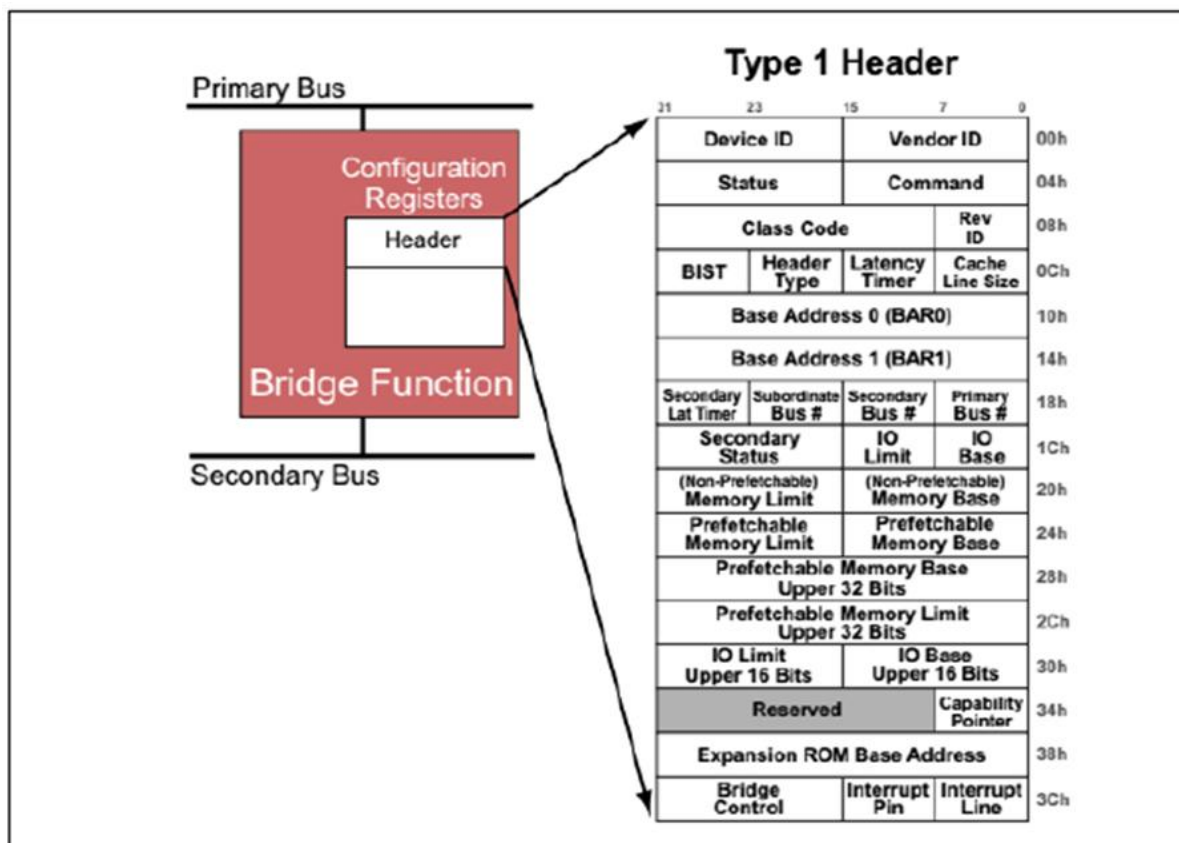 Primary Bus
Configuration
Registers
Header
Bridge Function
Secondary Bus
Type 1 Header
31 23 15 7 0
Device ID Vendor ID 00h
Status Command 04h
Class Code Rev ID 08h
BIST Header Type Latency Timer Cache Line Size 0Ch
Base Address 0 (BAR0) 10h
Base Address 1 (BAR1) 14h
Secondary Lat Timer Subordinate Bus # Secondary Bus # Primary Bus # 18h
Secondary Status IO Limit IO Base 1Ch
(Non-Prefetchable) Memory Limit (Non-Prefetchable) Memory Base 20h
Prefetchable Memory Limit Prefetchable Memory Base 24h
Prefetchable Memory Base Upper 32 Bits 28h
Prefetchable Memory Limit Upper 32 Bits 2Ch
IO Limit Upper 16 Bits IO Base Upper 16 Bits 30h
Reserved Capability Pointer 34h
Expansion ROM Base Address 38h
Bridge Control Interrupt Pin Interrupt Line 3Ch